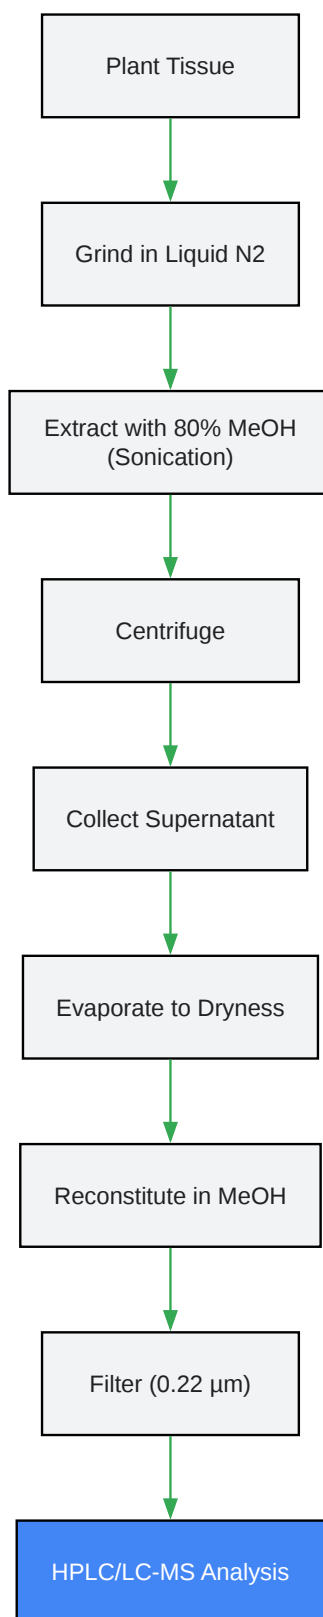 Plant Tissue
Grind in Liquid N2
Extract with 80% MeOH
(Sonication)
Centrifuge
Collect Supernatant
Evaporate to Dryness
Reconstitute in MeOH
Filter (0.22 µm)
HPLC/LC-MS Analysis